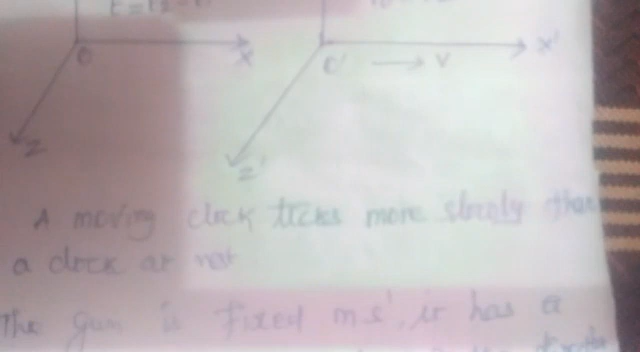 O X O' → V X'
Z
Z'
A moving clock ticks more slowly than
a clock at rest
The gun is fixed in s', it has a